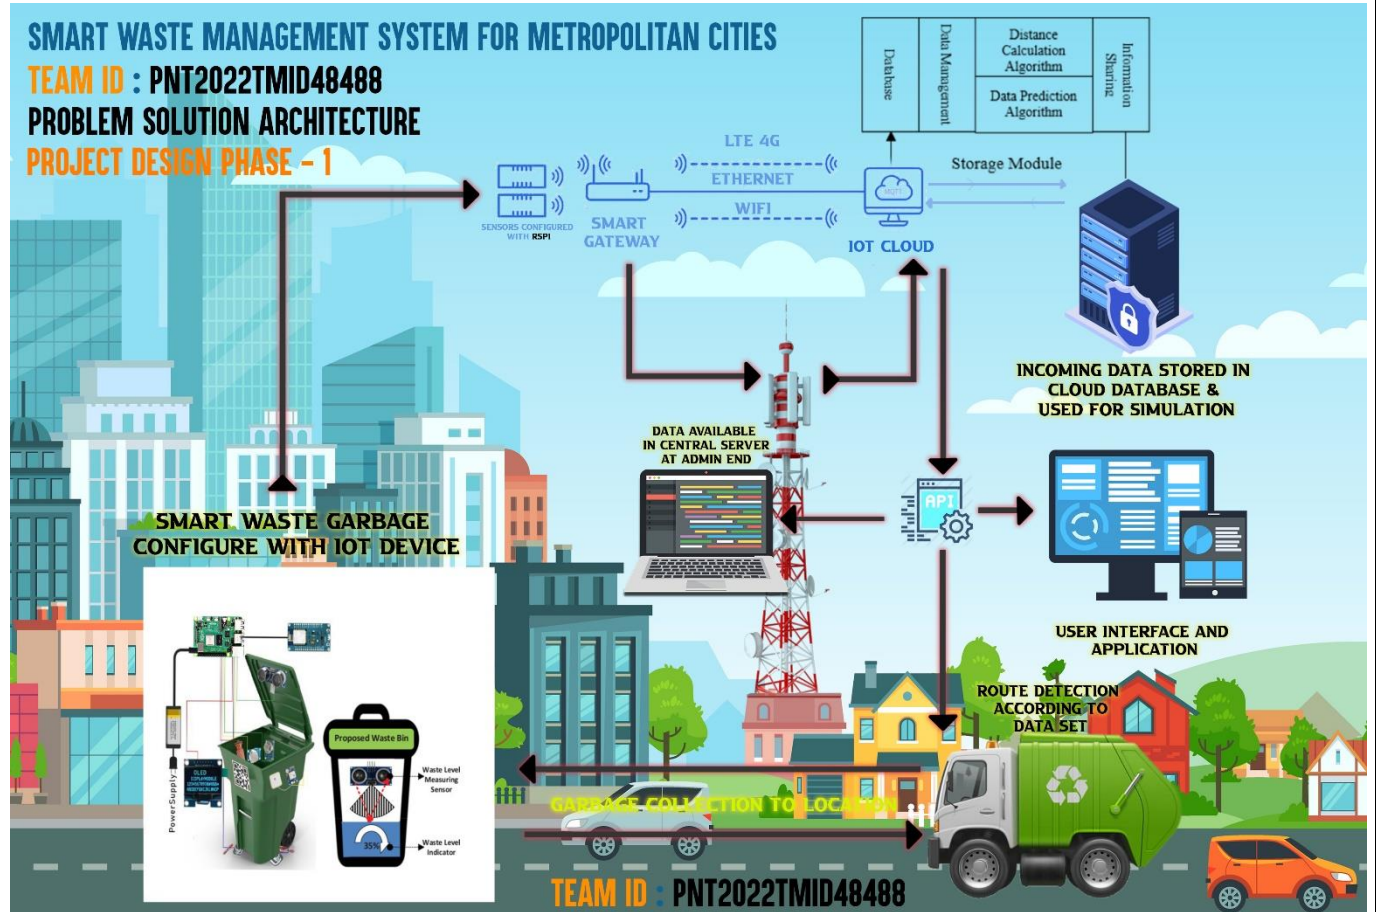 SMART WASTE MANAGEMENT SYSTEM FOR METROPOLITAN CITIES
TEAM ID : PNT2022TMID48488
PROBLEM SOLUTION ARCHITECTURE
PROJECT DESIGN PHASE - 1
Database
Data Management
Distance
Calculation
Algorithm
Data Prediction
Algorithm
Information
Sharing
LTE 4G
ETHERNET
WIFI
SENSORS CONFIGURED
WITH RSPI
SMART
GATEWAY
MQTT
IOT CLOUD
Storage Module
INCOMING DATA STORED IN
CLOUD DATABASE &
USED FOR SIMULATION
DATA AVAILABLE
IN CENTRAL SERVER
AT ADMIN END
API
USER INTERFACE AND
APPLICATION
SMART WASTE GARBAGE
CONFIGURE WITH IOT DEVICE
PowerSupply
OLED
Proposed Waste Bin
Waste Level
Measuring
Sensor
35%
Waste Level
Indicator
ROUTE DETECTION
ACCORDING TO
DATA SET
GARBAGE COLLECTION TO LOCATION
TEAM ID : PNT2022TMID48488